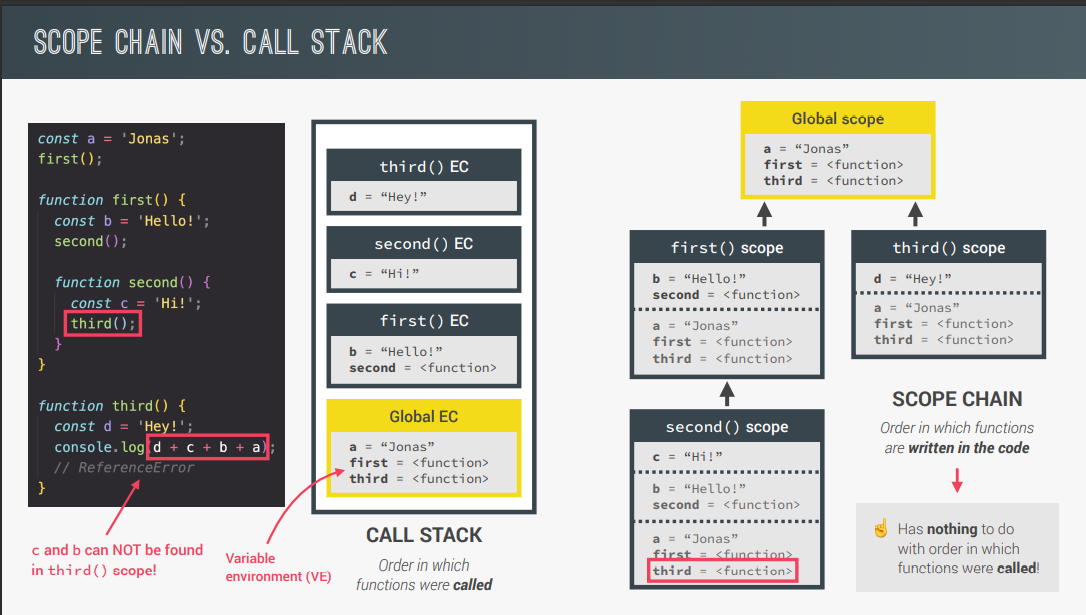 SCOPE CHAIN VS. CALL STACK
const a = 'Jonas';
first();
function first() {
const b = 'Hello!';
second();
function second() {
const c = 'Hi!';
third();
}
}
function third() {
const d = 'Hey!';
console.log(d + c + b + a);
// ReferenceError
}
c and b can NOT be found
in third() scope!
third() EC
d = “Hey!”
second() EC
c = “Hi!”
first() EC
b = “Hello!”
second = <function>
Global EC
a = “Jonas”
first = <function>
third = <function>
Variable
environment (VE)
CALL STACK
Order in which
functions were called
Global scope
a = “Jonas”
first = <function>
third = <function>
first() scope
b = “Hello!”
second = <function>
a = “Jonas”
first = <function>
third = <function>
second() scope
c = “Hi!”
b = “Hello!”
second = <function>
a = “Jonas”
first = <function>
third = <function>
third() scope
d = “Hey!”
a = “Jonas”
first = <function>
third = <function>
SCOPE CHAIN
Order in which functions
are written in the code
☝️ Has nothing to do
with order in which
functions were called!